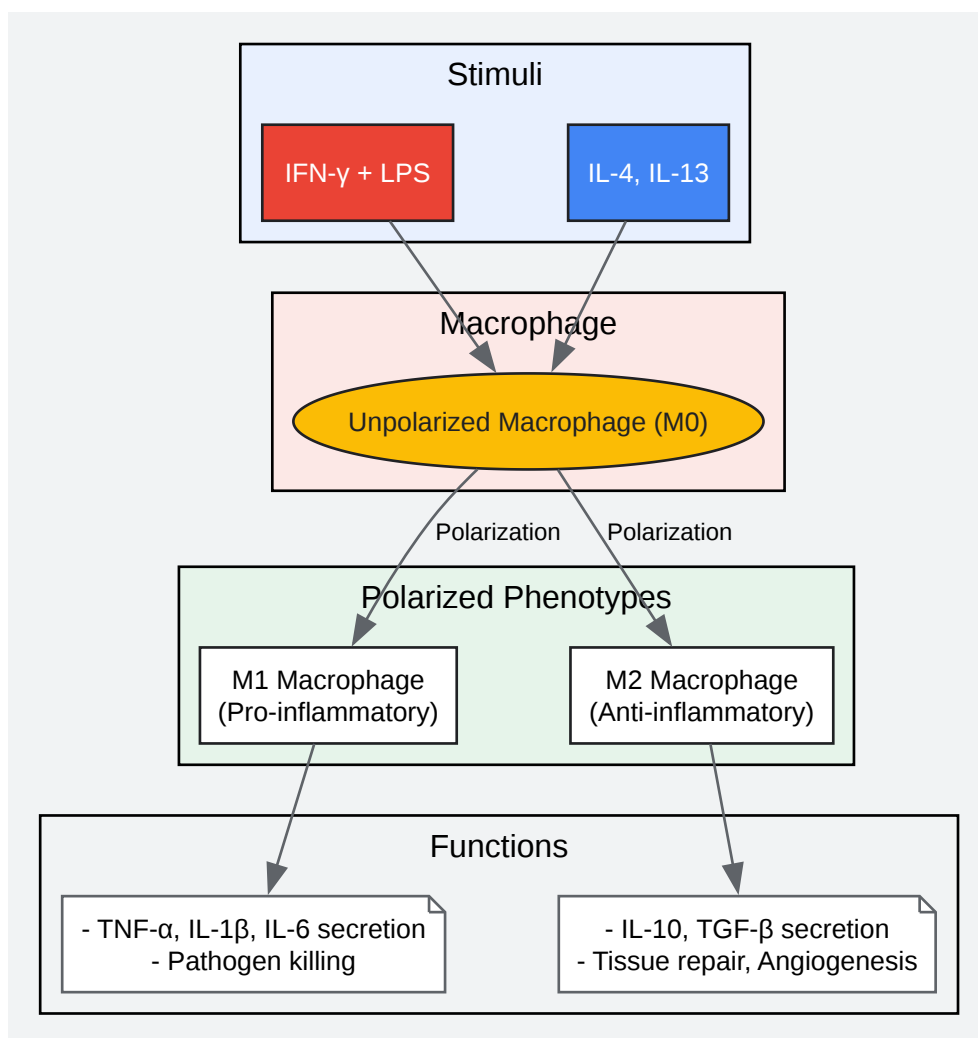 Stimuli
IFN-γ + LPS
IL-4, IL-13
Macrophage
Unpolarized Macrophage (M0)
Polarization
Polarization
Polarized Phenotypes
M1 Macrophage
(Pro-inflammatory)
M2 Macrophage
(Anti-inflammatory)
Functions
- TNF-α, IL-1β, IL-6 secretion
- Pathogen killing
- IL-10, TGF-β secretion
- Tissue repair, Angiogenesis